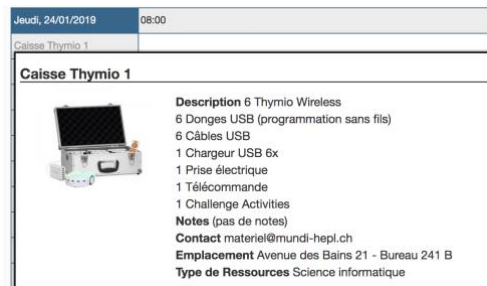 Jeudi, 24/01/2019 08:00
Caisse Thymio 1
Caisse Thymio 1
Description 6 Thymio Wireless
6 Donges USB (programmation sans fils)
6 Câbles USB
1 Chargeur USB 6x
1 Prise électrique
1 Télécommande
1 Challenge Activities
Notes (pas de notes)
Contact materiel@mundi-hepl.ch
Emplacement Avenue des Bains 21 - Bureau 241 B
Type de Ressources Science informatique